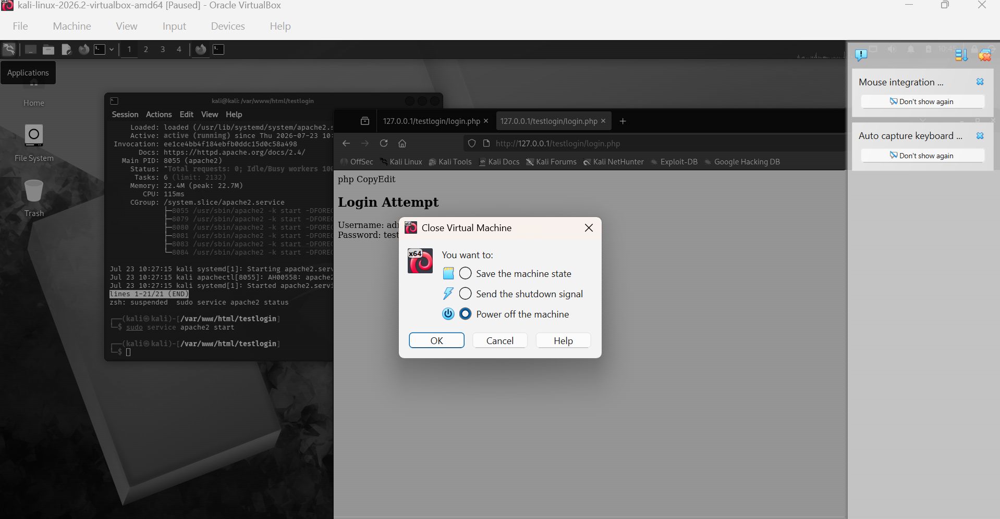 kali-linux-2026.2-virtualbox-amd64 [Paused] - Oracle VirtualBox
File Machine View Input Devices Help
1 2 3 4
10:45
Applications
Home
File System
Trash
kali@kali: /var/www/html/testlogin
Session Actions Edit View Help
Loaded: loaded (/usr/lib/systemd/system/apache2.s
Active: active (running) since Thu 2026-07-23 10:
Invocation: ee1ce4bb4f184ebfb0ddc15d0c58a498
Docs: https://httpd.apache.org/docs/2.4/
Main PID: 8055 (apache2)
Status: "Total requests: 0; Idle/Busy workers 100
Tasks: 6 (limit: 2132)
Memory: 22.4M (peak: 22.7M)
CPU: 115ms
CGroup: /system.slice/apache2.service
├─8055 /usr/sbin/apache2 -k start -DFOREG
├─8079 /usr/sbin/apache2 -k start -DFOREG
├─8080 /usr/sbin/apache2 -k start -DFOREG
├─8081 /usr/sbin/apache2 -k start -DFOREG
├─8083 /usr/sbin/apache2 -k start -DFOREG
└─8084 /usr/sbin/apache2 -k start -DFOREG
Jul 23 10:27:15 kali systemd[1]: Starting apache2.serv
Jul 23 10:27:15 kali apachectl[8055]: AH00558: apache2
Jul 23 10:27:15 kali systemd[1]: Started apache2.servi
lines 1-21/21 (END)
zsh: suspended  sudo service apache2 status
┌──(kali㉿kali)-[/var/www/html/testlogin]
└─$ sudo service apache2 start
┌──(kali㉿kali)-[/var/www/html/testlogin]
└─$
127.0.0.1/testlogin/login.php 127.0.0.1/testlogin/login.php
http://127.0.0.1/testlogin/login.php
OffSec Kali Linux Kali Tools Kali Docs Kali Forums Kali NetHunter Exploit-DB Google Hacking DB
php CopyEdit
Login Attempt
Username:
Password: test
Close Virtual Machine
x64
You want to:
Save the machine state
Send the shutdown signal
Power off the machine
OK Cancel Help
Mouse integration ...
Don't show again
Auto capture keyboard ...
Don't show again